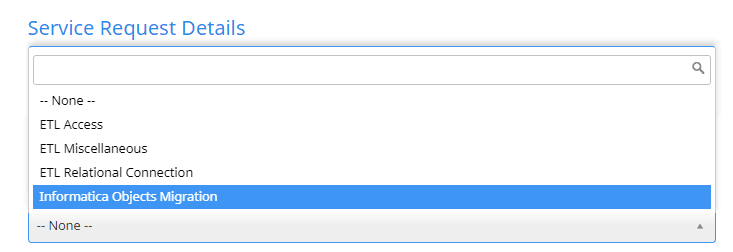 Service Request Details
-- None --
ETL Access
ETL Miscellaneous
ETL Relational Connection
Informatica Objects Migration
-- None --